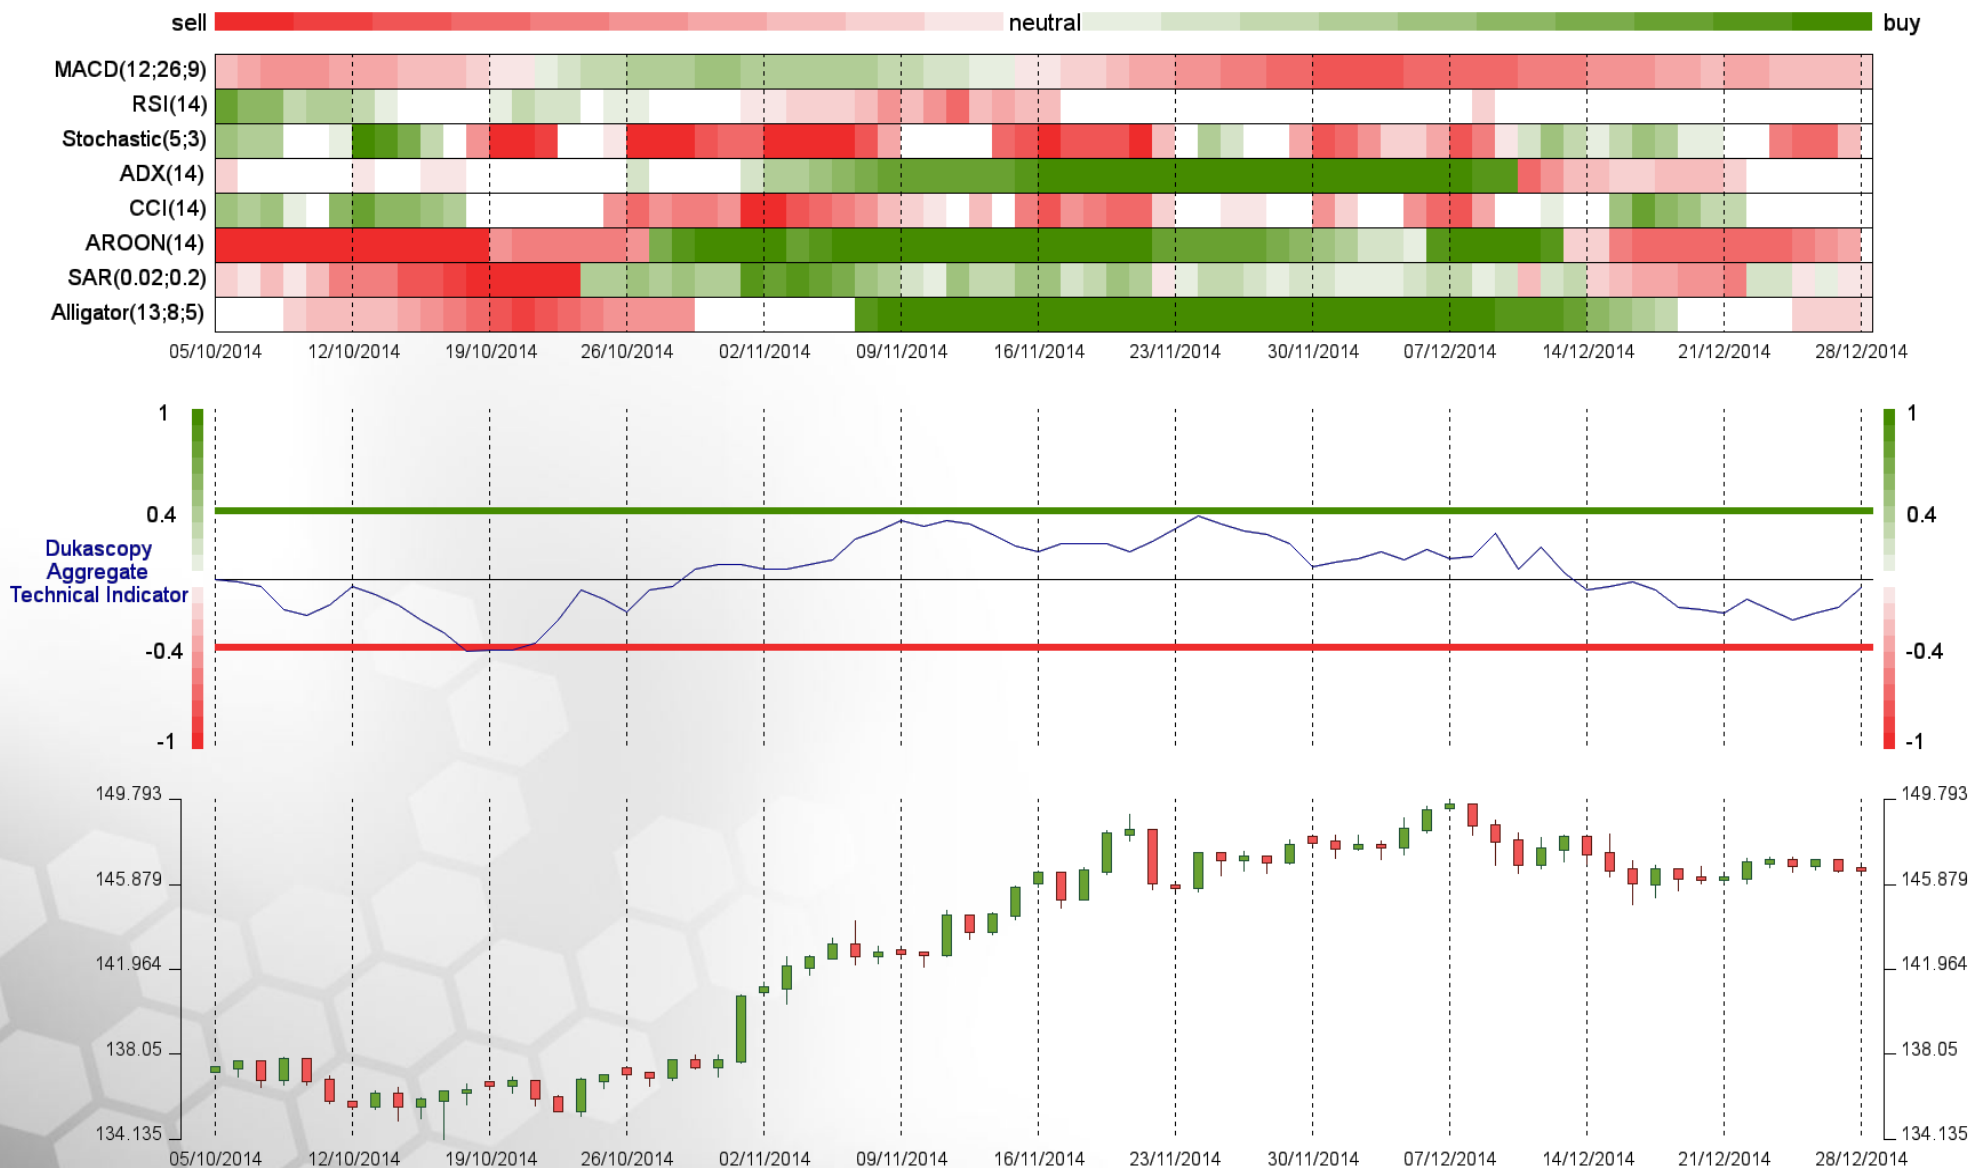 sell neutral buy
MACD(12;26;9)
RSI(14)
Stochastic(5;3)
ADX(14)
CCI(14)
AROON(14)
SAR(0.02;0.2)
Alligator(13;8;5)
05/10/2014 12/10/2014 19/10/2014 26/10/2014 02/11/2014 09/11/2014 16/11/2014 23/11/2014 30/11/2014 07/12/2014 14/12/2014 21/12/2014 28/12/2014
1 1
0.4 0.4
Dukascopy
Aggregate
Technical Indicator
-0.4 -0.4
-1 -1
149.793 149.793
145.879 145.879
141.964 141.964
138.05 138.05
134.135 134.135
05/10/2014 12/10/2014 19/10/2014 26/10/2014 02/11/2014 09/11/2014 16/11/2014 23/11/2014 30/11/2014 07/12/2014 14/12/2014 21/12/2014 28/12/2014